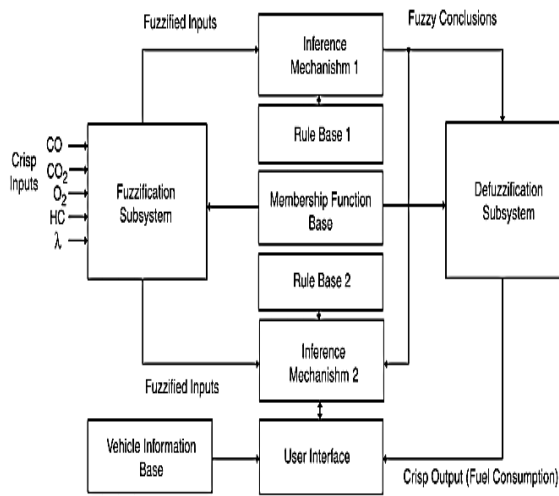 Fuzzified Inputs
Fuzzy Conclusions
Inference
Mechanishm 1
Rule Base 1
Crisp
Inputs
CO
CO2
O2
HC
λ
Fuzzification
Subsystem
Membership Function
Base
Defuzzification
Subsystem
Rule Base 2
Inference
Mechanishm 2
Fuzzified Inputs
Vehicle Information
Base
User Interface
Crisp Output (Fuel Consumption)